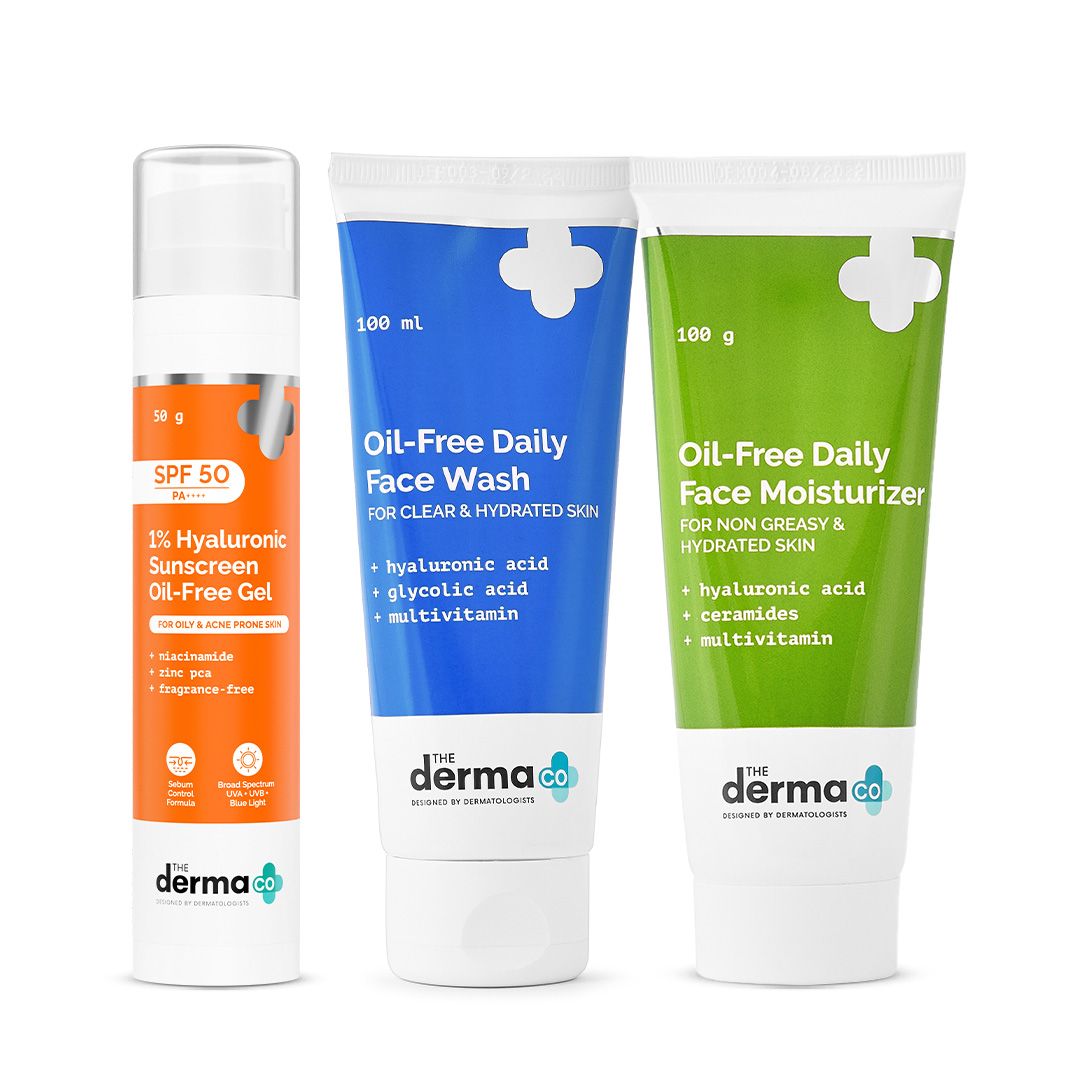 50 g
SPF 50
PA++++
1% Hyaluronic
Sunscreen
Oil-Free Gel
FOR OILY & ACNE PRONE SKIN
+ niacinamide
+ zinc pca
+ fragrance-free
Sebum
Control
Formula
Broad Spectrum
UVA + UVB +
Blue Light
THE
derma co
DESIGNED BY DERMATOLOGISTS
100 ml
Oil-Free Daily
Face Wash
FOR CLEAR & HYDRATED SKIN
+ hyaluronic acid
+ glycolic acid
+ multivitamin
THE
derma co
DESIGNED BY DERMATOLOGISTS
100 g
Oil-Free Daily
Face Moisturizer
FOR NON GREASY &
HYDRATED SKIN
+ hyaluronic acid
+ ceramides
+ multivitamin
THE
derma co
DESIGNED BY DERMATOLOGISTS